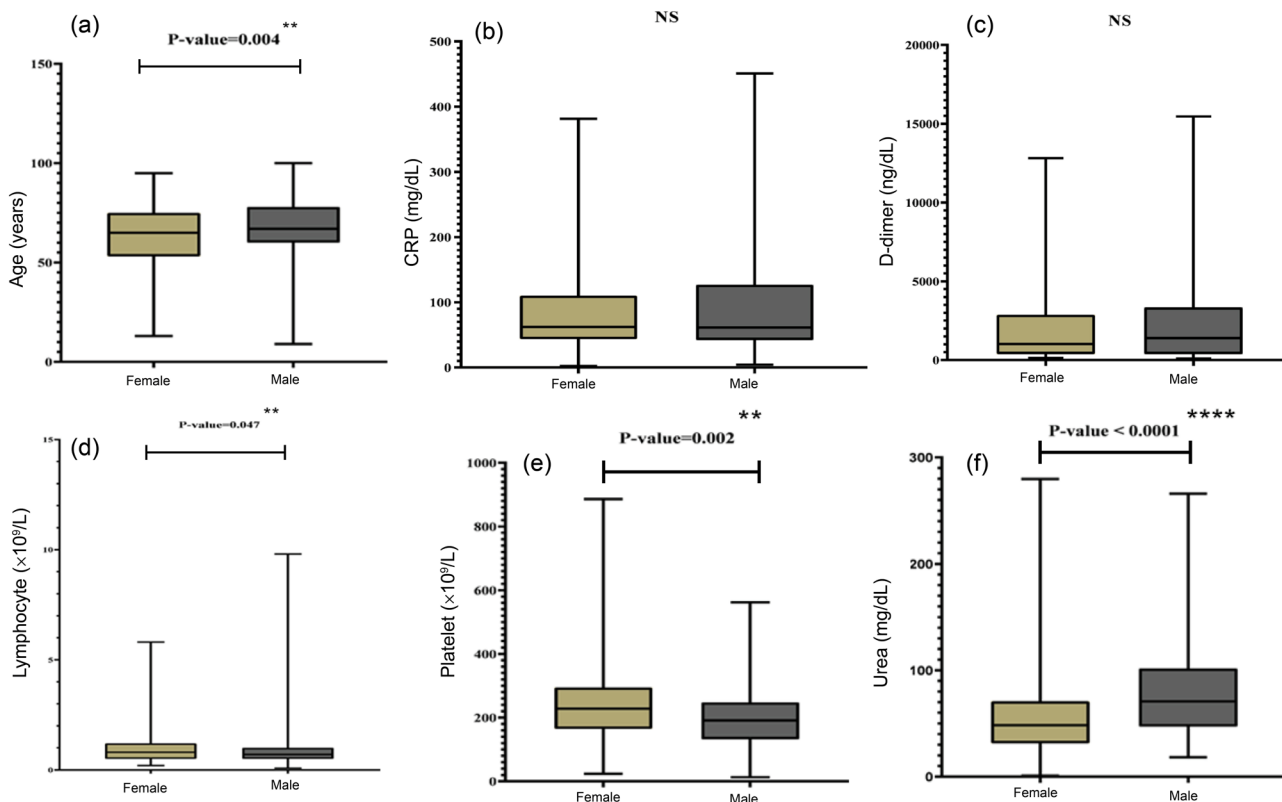 (a)
**
P-value=0.004
150
100
50
0
Age (years)
Female
Male
(b)
NS
500
400
300
200
100
0
CRP (mg/dL)
Female
Male
(c)
NS
20000
15000
10000
5000
0
D-dimer (ng/dL)
Female
Male
(d)
**
P-value=0.047
15
10
5
0
Lymphocyte (×10⁹/L)
Female
Male
(e)
**
P-value=0.002
1000
800
600
400
200
0
Platelet (×10⁹/L)
Female
Male
(f)
****
P-value < 0.0001
300
200
100
0
Urea (mg/dL)
Female
Male